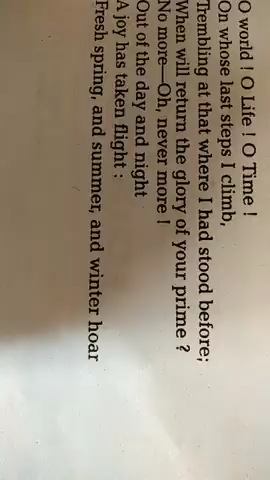 O world ! O Life ! O Time !
On whose last steps I climb,
Trembling at that where I had stood before;
When will return the glory of your prime ?
No more—Oh, never more !
Out of the day and night
A joy has taken flight :
Fresh spring, and summer, and winter hoar